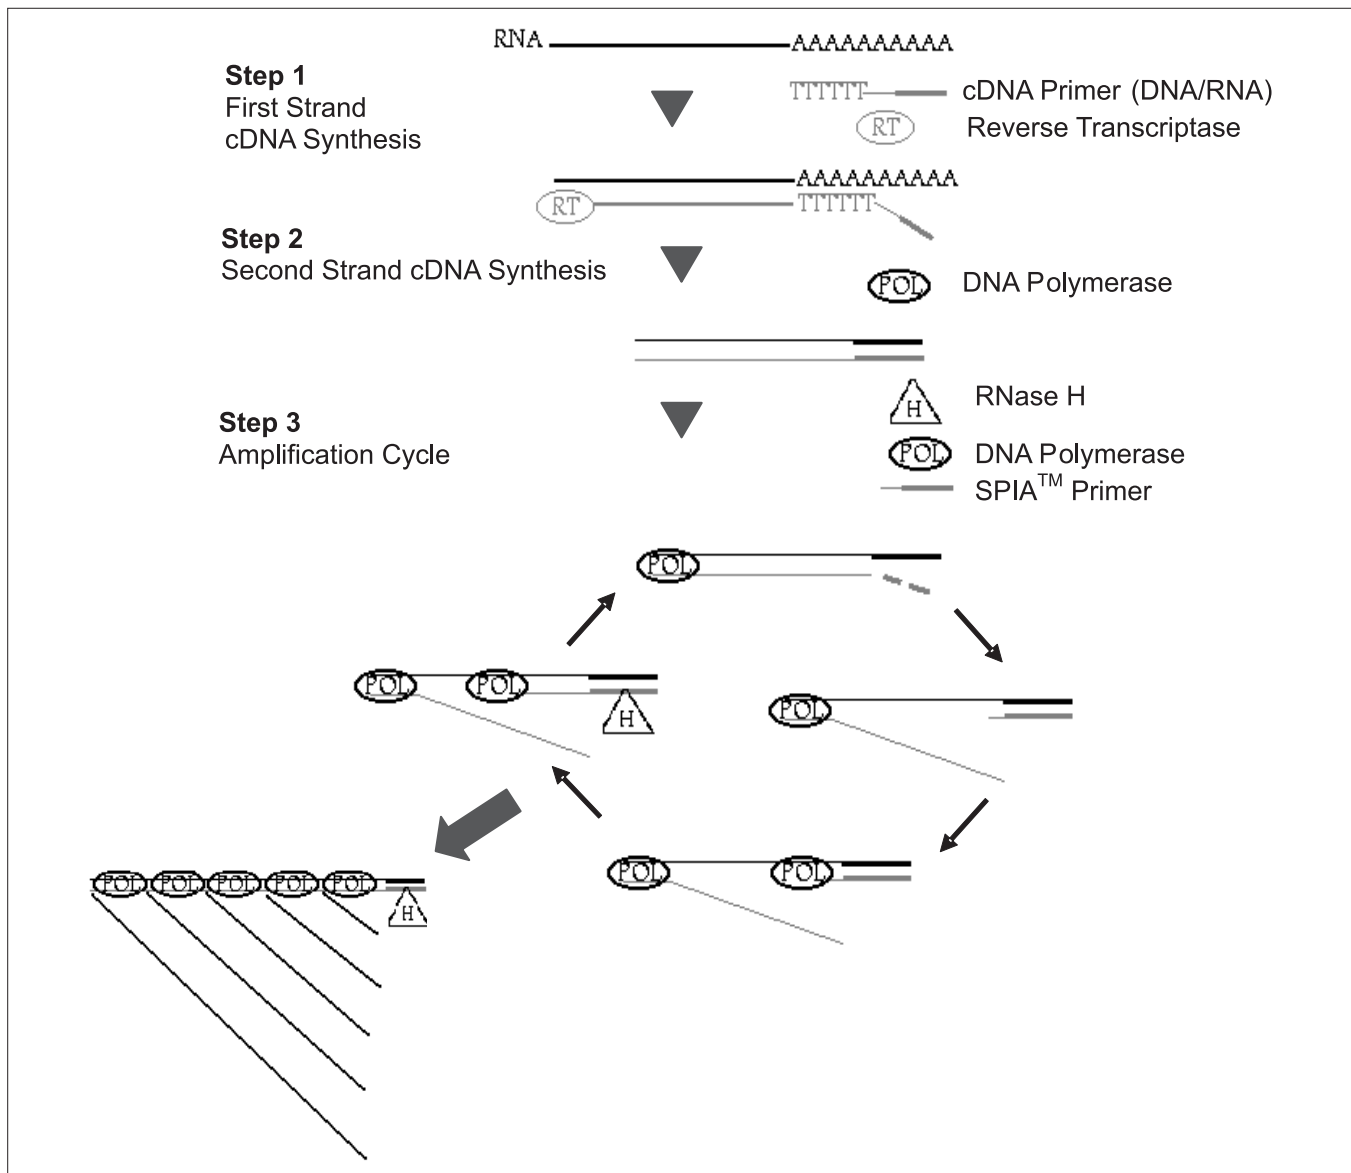 RNA AAAAAAAAAA
Step 1
First Strand
cDNA Synthesis
TTTTTT cDNA Primer (DNA/RNA)
RT Reverse Transcriptase
AAAAAAAAAA
RT TTTTTT
Step 2
Second Strand cDNA Synthesis
POL DNA Polymerase
H RNase H
Step 3
Amplification Cycle
POL DNA Polymerase
SPIA™ Primer
POL
POL POL
H
POL
POL POL
POL POL POL POL POL
H